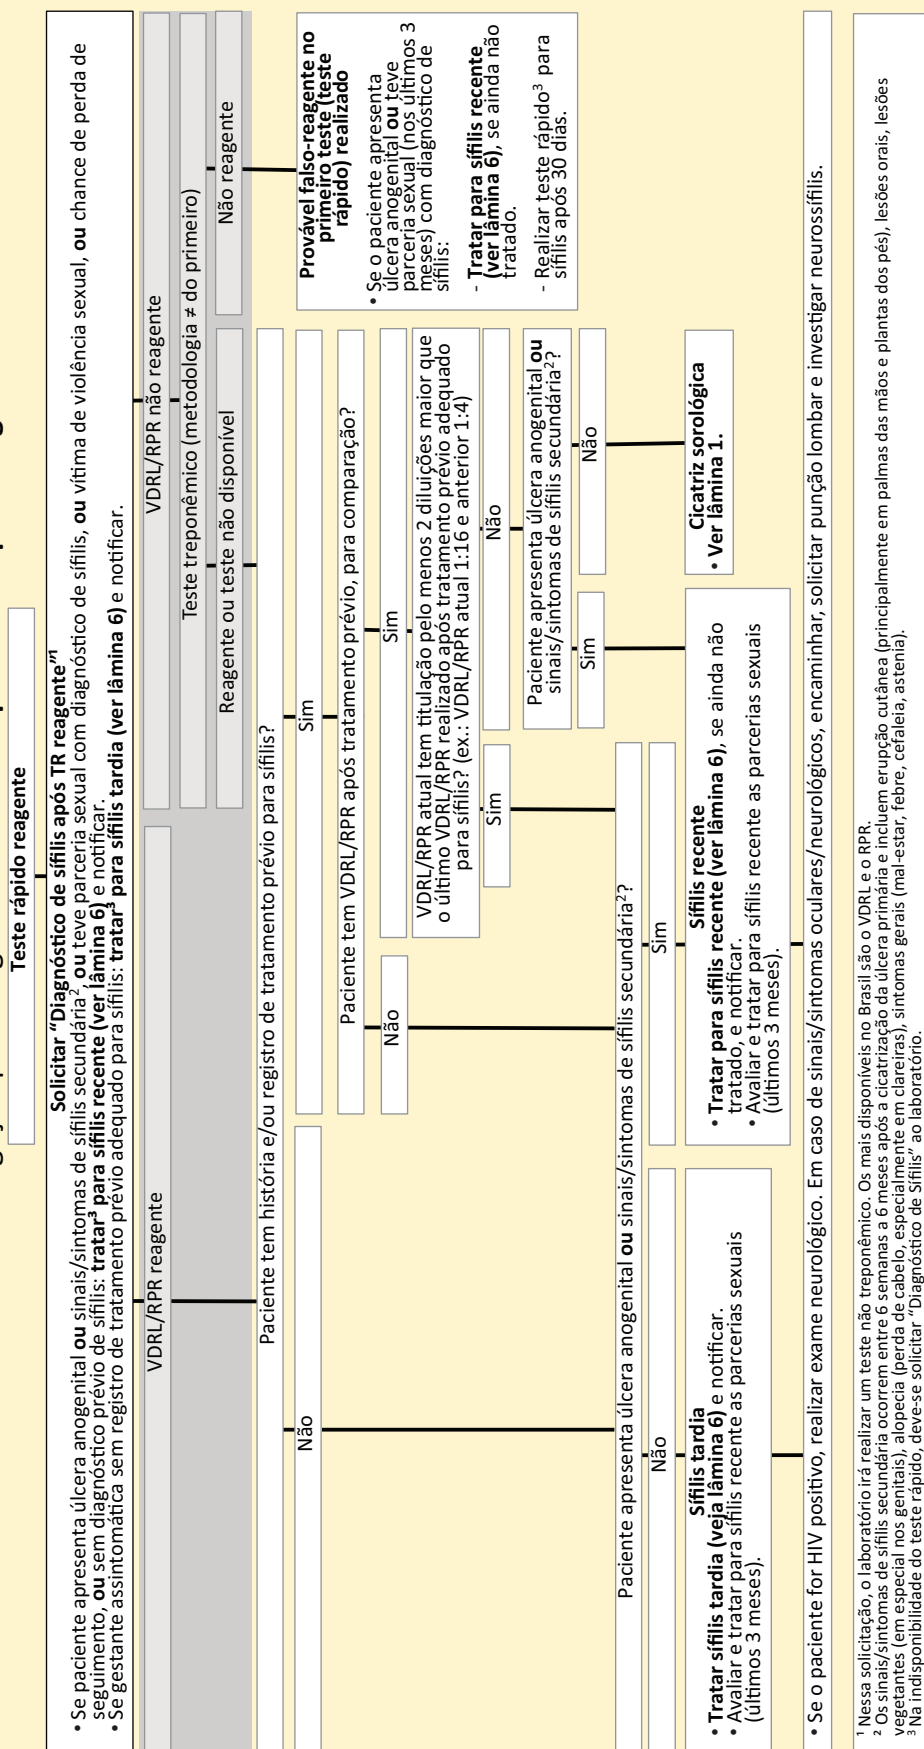 Teste rápido reagente
Solicitar “Diagnóstico de sífilis após TR reagente”¹
• Se paciente apresenta úlcera anogenital ou sinais/sintomas de sífilis secundária², ou teve parceria sexual com diagnóstico de sífilis, ou vítima de violência sexual, ou chance de perda de
seguimento, ou sem diagnóstico prévio de sífilis: tratar³ para sífilis recente (ver lâmina 6) e notificar.
• Se gestante assintomática sem registro de tratamento prévio adequado para sífilis: tratar³ para sífilis tardia (ver lâmina 6) e notificar.
VDRL/RPR reagente
VDRL/RPR não reagente
Teste treponêmico (metodologia ≠ do primeiro)
Reagente ou teste não disponível
Não reagente
Provável falso-reagente no
primeiro teste (teste
rápido) realizado
• Se o paciente apresenta
úlcera anogenital ou teve
parceria sexual (nos últimos 3
meses) com diagnóstico de
sífilis:
- Tratar para sífilis recente
(ver lâmina 6), se ainda não
tratado.
- Realizar teste rápido³ para
sífilis após 30 dias.
Paciente tem história e/ou registro de tratamento prévio para sífilis?
Não
Sim
Paciente tem VDRL/RPR após tratamento prévio, para comparação?
Não
Sim
VDRL/RPR atual tem titulação pelo menos 2 diluições maior que
o último VDRL/RPR realizado após tratamento prévio adequado
para sífilis? (ex.: VDRL/RPR atual 1:16 e anterior 1:4)
Sim
Não
Paciente apresenta úlcera anogenital ou
sinais/sintomas de sífilis secundária²?
Sim
Não
Paciente apresenta úlcera anogenital ou sinais/sintomas de sífilis secundária²?
Não
Sim
Sífilis tardia
• Tratar sífilis tardia (veja lâmina 6) e notificar.
• Avaliar e tratar para sífilis recente as parcerias sexuais
(últimos 3 meses).
Sífilis recente
• Tratar para sífilis recente (ver lâmina 6), se ainda não
tratado, e notificar.
• Avaliar e tratar para sífilis recente as parcerias sexuais
(últimos 3 meses).
Cicatriz sorológica
• Ver lâmina 1.
• Se o paciente for HIV positivo, realizar exame neurológico. Em caso de sinais/sintomas oculares/neurológicos, encaminhar, solicitar punção lombar e investigar neurossífilis.
¹ Nessa solicitação, o laboratório irá realizar um teste não treponêmico. Os mais disponíveis no Brasil são o VDRL e o RPR.
² Os sinais/sintomas de sífilis secundária ocorrem entre 6 semanas a 6 meses após a cicatrização da úlcera primária e incluem erupção cutânea (principalmente em palmas das mãos e plantas dos pés), lesões orais, lesões
vegetantes (em especial nos genitais), alopecia (perda de cabelo, especialmente em clareiras), sintomas gerais (mal-estar, febre, cefaleia, astenia).
³ Na indisponibilidade do teste rápido, deve-se solicitar “Diagnóstico de Sífilis” ao laboratório.